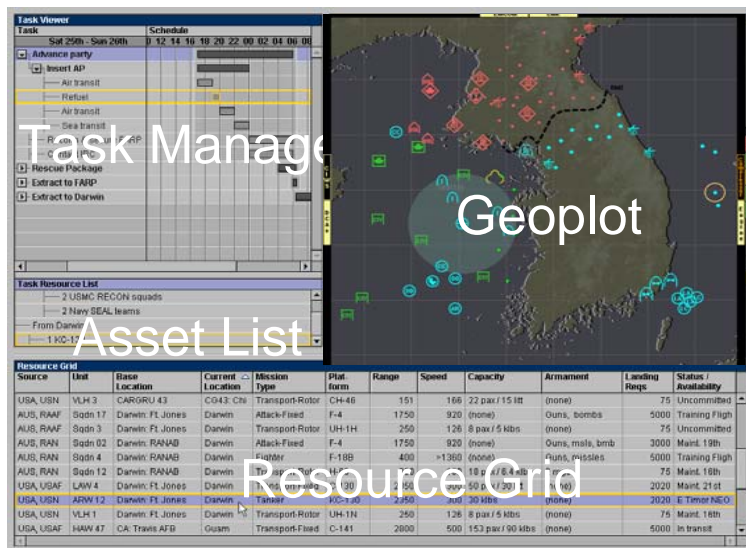 Task Viewer
Task Schedule
Sat 25th - Sun 26th 0 12 14 16 18 20 22 00 02 04 06 00
Advance party
Insert AP
Air transit
Refuel
Air transit
Sea transit
Task Manage
Rescue Package
Extract to FARP
Extract to Darwin
Geoplot
Task Resource List
2 USMC RECON squads
2 Navy SEAL teams
From Darwin
Asset List
Resource Grid
Source Unit Base Location Current Location Mission Type Plat- form Range Speed Capacity Armament Landing Reqs Status / Availability
USA, USN VLH 3 CARGRU 43 CG43: Chi Transport-Rotor CH-46 151 166 22 pax / 15 litt (none) 75 Uncommitted
AUS, RAAF Sqdn 17 Darwin: Ft. Jones Darwin Attack-Fixed F-4 1750 920 (none) Guns, bombs 5000 Training Fligh
AUS, RAAF Sqdn 03 Darwin: Ft. Jones Darwin Transport-Rotor UH-1H 250 126 8 pax / 5 klbs (none) 75 Uncommitted
AUS, RAN Sqdn 02 Darwin: RANAB Darwin Attack-Fixed F-4 1750 920 (none) Guns, msls, bmb 3000 Maint. 19th
AUS, RAN Sqdn 4 Darwin: RANAB Darwin Fighter F-18B 400 >1360 (none) Guns, missles 5000 Training Fligh
AUS, RAN Sqdn 12 Darwin: RANAB Darwin 75 Maint. 16th
Resource Grid
USA, USAF LAW 4 Darwin: Ft. Jones Darwin 2020 Maint. 21st
USA, USN ARW 12 Darwin: Ft. Jones Darwin Tanker KC-130 2350 300 30 klbs (none) 2020 E Timor NEO
USA, USN VLH 1 Darwin: Ft. Jones Darwin Transport-Rotor UH-1N 250 126 8 pax / 5 klbs (none) 75 Maint. 16th
USA, USAF HAW 47 CA: Travis AFB Guam Transport-Fixed C-141 2000 500 153 pax / 90 klbs (none) 5000 In transit